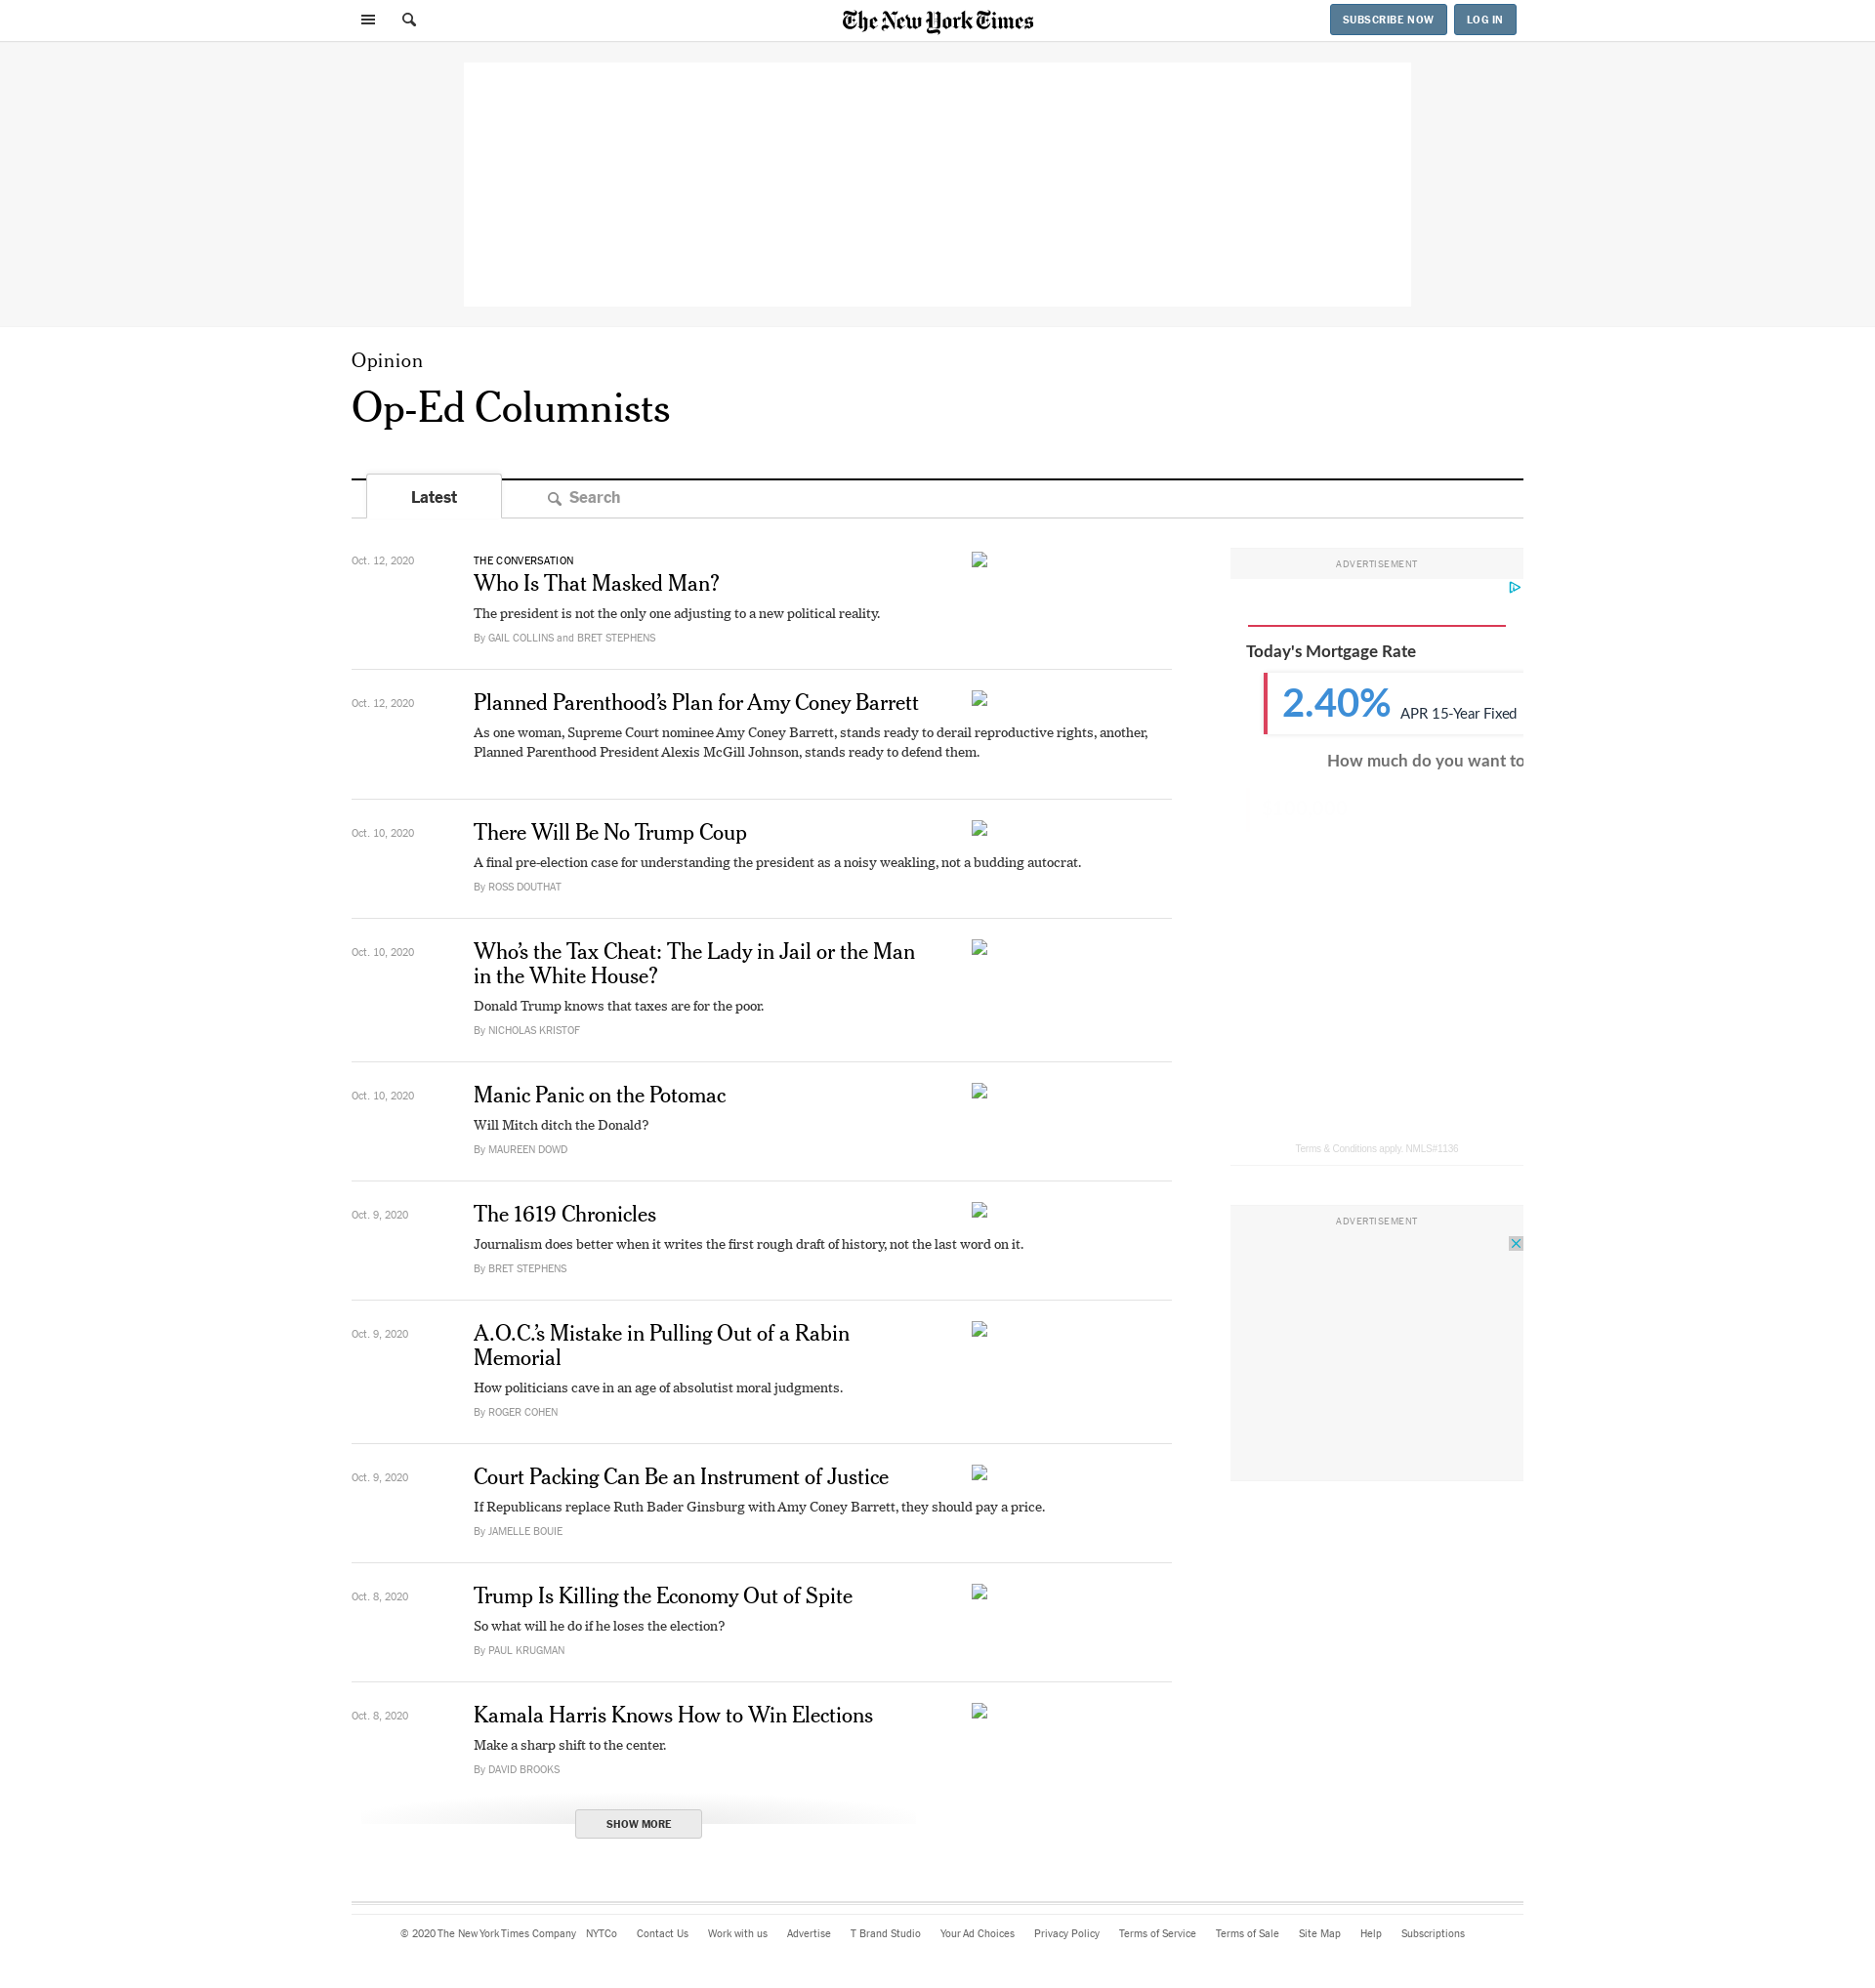 The New York Times
SUBSCRIBE NOW
LOG IN
Opinion
Op-Ed Columnists
Latest
Search
Oct. 12, 2020
THE CONVERSATION
Who Is That Masked Man?
The president is not the only one adjusting to a new political reality.
By GAIL COLLINS and BRET STEPHENS
Oct. 12, 2020
Planned Parenthood’s Plan for Amy Coney Barrett
As one woman, Supreme Court nominee Amy Coney Barrett, stands ready to derail reproductive rights, another,
Planned Parenthood President Alexis McGill Johnson, stands ready to defend them.
Oct. 10, 2020
There Will Be No Trump Coup
A final pre-election case for understanding the president as a noisy weakling, not a budding autocrat.
By ROSS DOUTHAT
Oct. 10, 2020
Who’s the Tax Cheat: The Lady in Jail or the Man
in the White House?
Donald Trump knows that taxes are for the poor.
By NICHOLAS KRISTOF
Oct. 10, 2020
Manic Panic on the Potomac
Will Mitch ditch the Donald?
By MAUREEN DOWD
Oct. 9, 2020
The 1619 Chronicles
Journalism does better when it writes the first rough draft of history, not the last word on it.
By BRET STEPHENS
Oct. 9, 2020
A.O.C.’s Mistake in Pulling Out of a Rabin
Memorial
How politicians cave in an age of absolutist moral judgments.
By ROGER COHEN
Oct. 9, 2020
Court Packing Can Be an Instrument of Justice
If Republicans replace Ruth Bader Ginsburg with Amy Coney Barrett, they should pay a price.
By JAMELLE BOUIE
Oct. 8, 2020
Trump Is Killing the Economy Out of Spite
So what will he do if he loses the election?
By PAUL KRUGMAN
Oct. 8, 2020
Kamala Harris Knows How to Win Elections
Make a sharp shift to the center.
By DAVID BROOKS
SHOW MORE
ADVERTISEMENT
Today's Mortgage Rate
2.40% APR 15-Year Fixed
How much do you want to
Terms & Conditions apply. NMLS#1136
ADVERTISEMENT
© 2020 The New York Times Company NYTCo Contact Us Work with us Advertise T Brand Studio Your Ad Choices Privacy Policy Terms of Service Terms of Sale Site Map Help Subscriptions